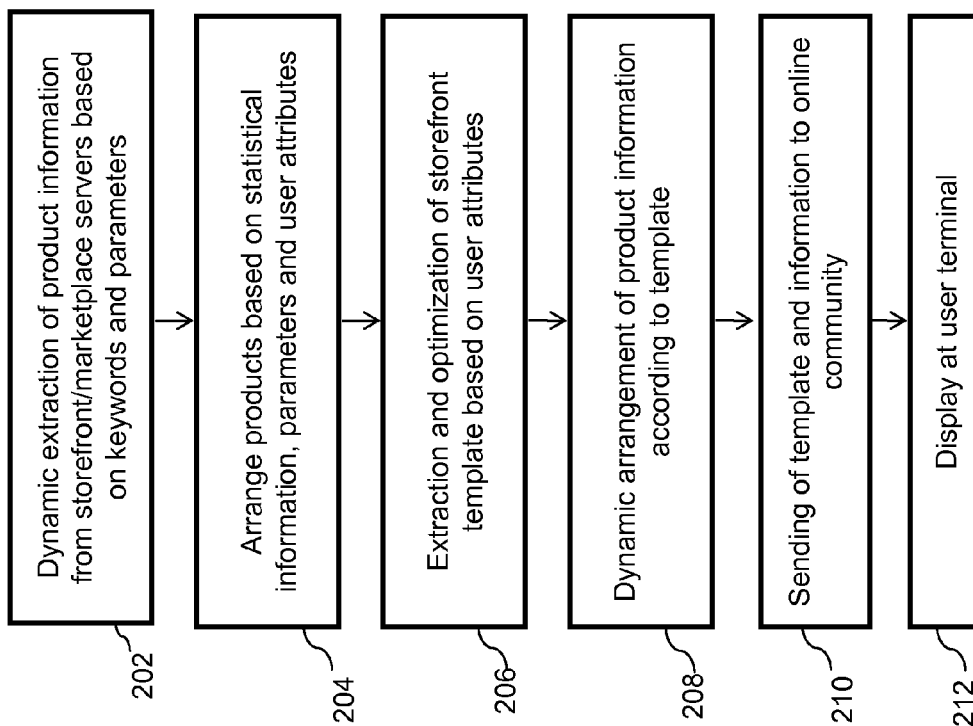 Dynamic extraction of product information
from storefront/marketplace servers based
on keywords and parameters
202
Arrange products based on statistical
information, parameters and user attributes
204
Extraction and optimization of storefront
template based on user attributes
206
Dynamic arrangement of product information
according to template
208
Sending of template and information to online
community
210
Display at user terminal
212